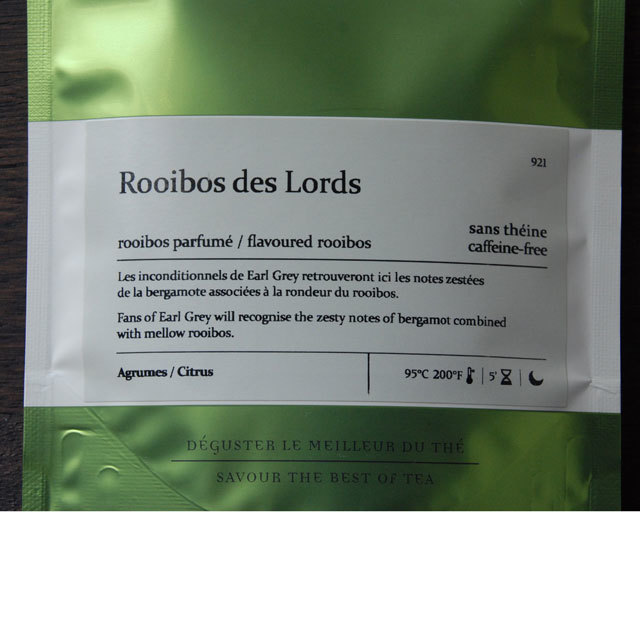 921
Rooibos des Lords
rooibos parfumé / flavoured rooibos
sans théine
caffeine-free
Les inconditionnels de Earl Grey retrouveront ici les notes zestées
de la bergamote associées à la rondeur du rooibos.
Fans of Earl Grey will recognise the zesty notes of bergamot combined
with mellow rooibos.
Agrumes / Citrus
95°C 200°F | 5' |
DÉGUSTER LE MEILLEUR DU THÉ
SAVOUR THE BEST OF TEA